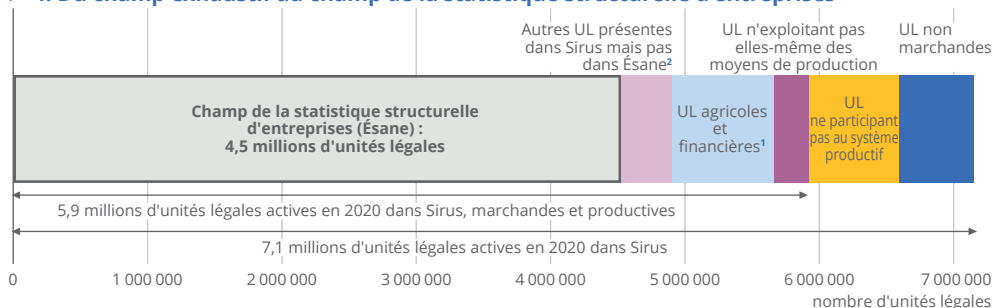 Autres UL présentes
dans Sirus mais pas
dans Ésane²
UL n'exploitant pas
elles-même des
moyens de production
UL non
marchandes
Champ de la statistique structurelle
d'entreprises (Ésane) :
4,5 millions d'unités légales
UL agricoles
et
financières¹
UL
ne participant
pas au système
productif
5,9 millions d'unités légales actives en 2020 dans Sirus, marchandes et productives
7,1 millions d'unités légales actives en 2020 dans Sirus
0
1 000 000
2 000 000
3 000 000
4 000 000
5 000 000
6 000 000
7 000 000
nombre d'unités légales